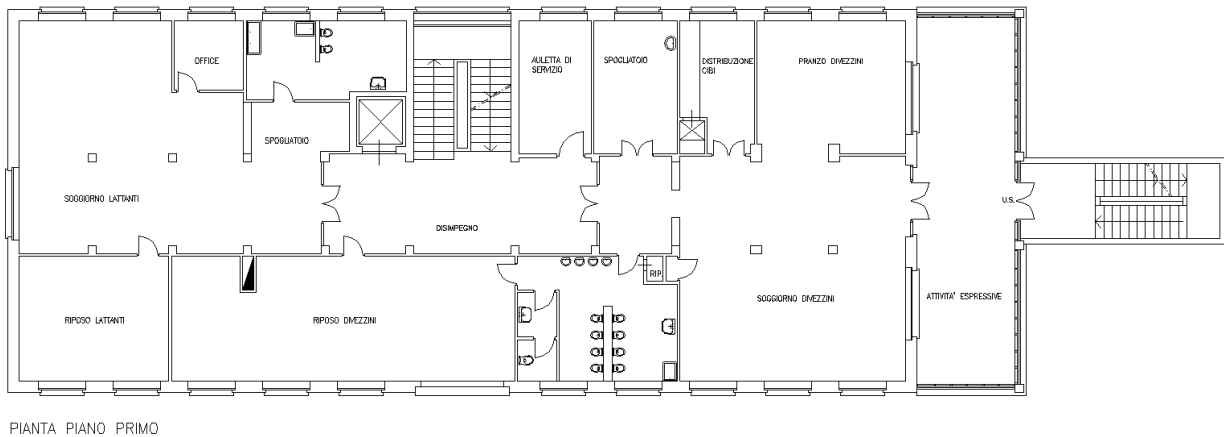 OFFICE
AULETTA DI
SERVIZIO
SPOGLIATOIO
DISTRIBUZIONE
CIBI
PRANZO DIVEZZINI
SPOGLIATOIO
SOGGIORNO LATTANTI
U.S.
DISIMPEGNO
RIP.
SOGGIORNO DIVEZZINI
ATTIVITA' ESPRESSIVE
RIPOSO LATTANTI
RIPOSO DIVEZZINI
PIANTA PIANO PRIMO